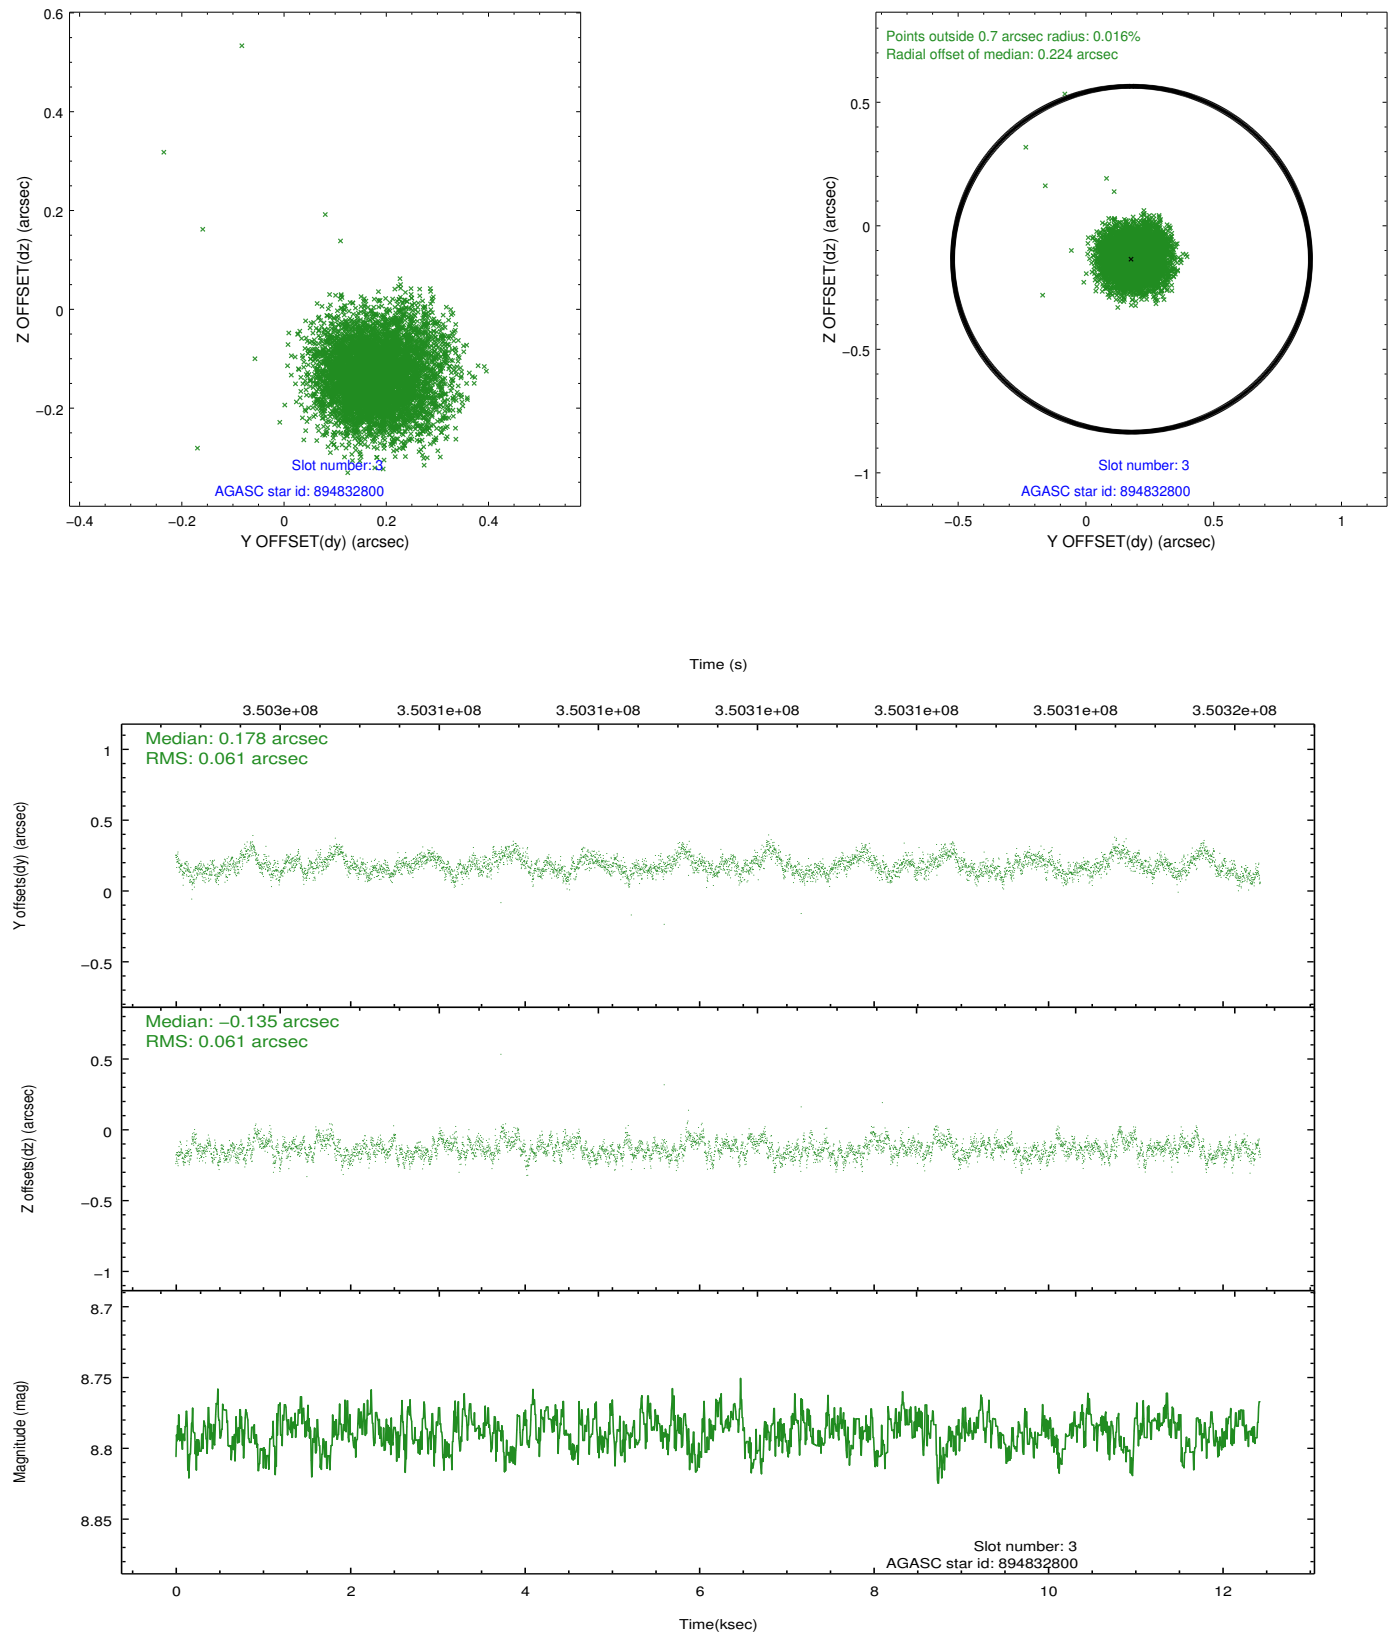 0.6
0.4
0.2
0
−0.2
−0.4
−0.2
0
0.2
0.4
Z OFFSET(dz) (arcsec)
Y OFFSET(dy) (arcsec)
Slot number: 3
AGASC star id: 894832800
Points outside 0.7 arcsec radius: 0.016%
Radial offset of median: 0.224 arcsec
0.5
0
−0.5
−1
−0.5
0
0.5
1
Z OFFSET(dz) (arcsec)
Y OFFSET(dy) (arcsec)
Slot number: 3
AGASC star id: 894832800
Time (s)
3.503e+08 3.5031e+08 3.5031e+08 3.5031e+08 3.5031e+08 3.5031e+08 3.5032e+08
Median: 0.178 arcsec
RMS: 0.061 arcsec
1
0.5
0
−0.5
Y offsets(dy) (arcsec)
Median: −0.135 arcsec
RMS: 0.061 arcsec
0.5
0
−0.5
−1
Z offsets(dz) (arcsec)
8.7
8.75
8.8
8.85
Magnitude (mag)
Slot number: 3
AGASC star id: 894832800
0 2 4 6 8 10 12
Time(ksec)